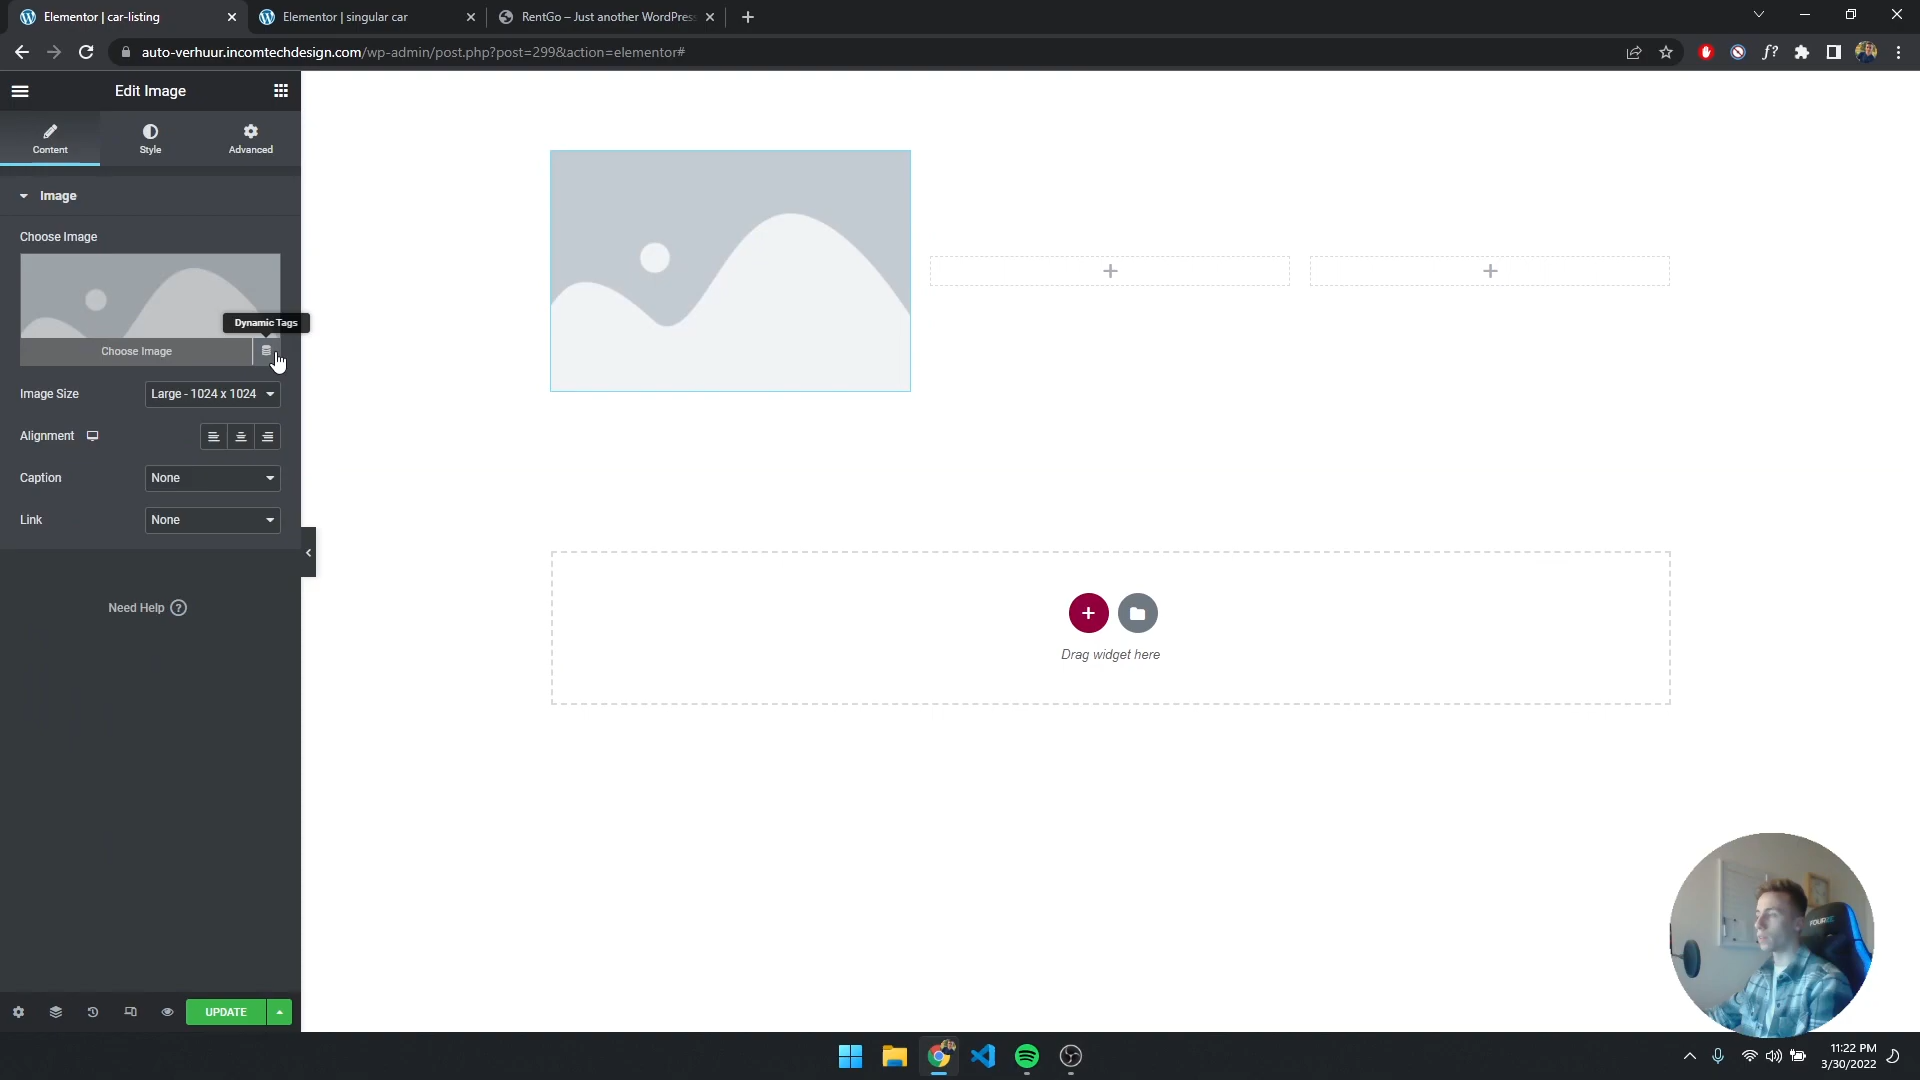 Elementor | car-listing
Elementor | singular car
RentGo – Just another WordPress
auto-verhuur.incomtechdesign.com/wp-admin/post.php?post=299&action=elementor#
f?
Edit Image
Content
Style
Advanced
Image
Choose Image
Dynamic Tags
Choose Image
Image Size
Large - 1024 x 1024
Alignment
Caption
None
Link
None
Need Help
?
Drag widget here
UPDATE
11:22 PM
3/30/2022